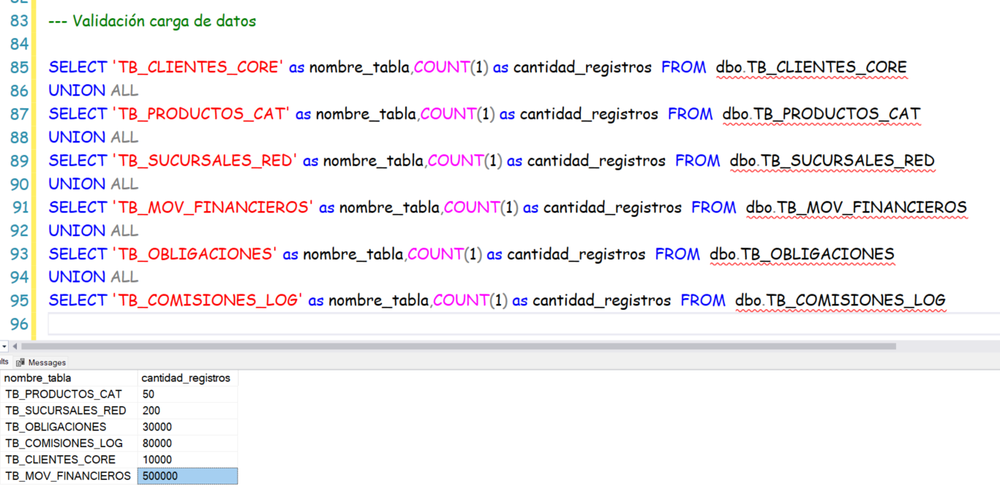 83 --- Validación carga de datos
84
85 SELECT 'TB_CLIENTES_CORE' as nombre_tabla,COUNT(1) as cantidad_registros FROM dbo.TB_CLIENTES_CORE
86 UNION ALL
87 SELECT 'TB_PRODUCTOS_CAT' as nombre_tabla,COUNT(1) as cantidad_registros FROM dbo.TB_PRODUCTOS_CAT
88 UNION ALL
89 SELECT 'TB_SUCURSALES_RED' as nombre_tabla,COUNT(1) as cantidad_registros FROM dbo.TB_SUCURSALES_RED
90 UNION ALL
91 SELECT 'TB_MOV_FINANCIEROS' as nombre_tabla,COUNT(1) as cantidad_registros FROM dbo.TB_MOV_FINANCIEROS
92 UNION ALL
93 SELECT 'TB_OBLIGACIONES' as nombre_tabla,COUNT(1) as cantidad_registros FROM dbo.TB_OBLIGACIONES
94 UNION ALL
95 SELECT 'TB_COMISIONES_LOG' as nombre_tabla,COUNT(1) as cantidad_registros FROM dbo.TB_COMISIONES_LOG
96
Messages
nombre_tabla cantidad_registros
TB_PRODUCTOS_CAT 50
TB_SUCURSALES_RED 200
TB_OBLIGACIONES 30000
TB_COMISIONES_LOG 80000
TB_CLIENTES_CORE 10000
TB_MOV_FINANCIEROS 500000